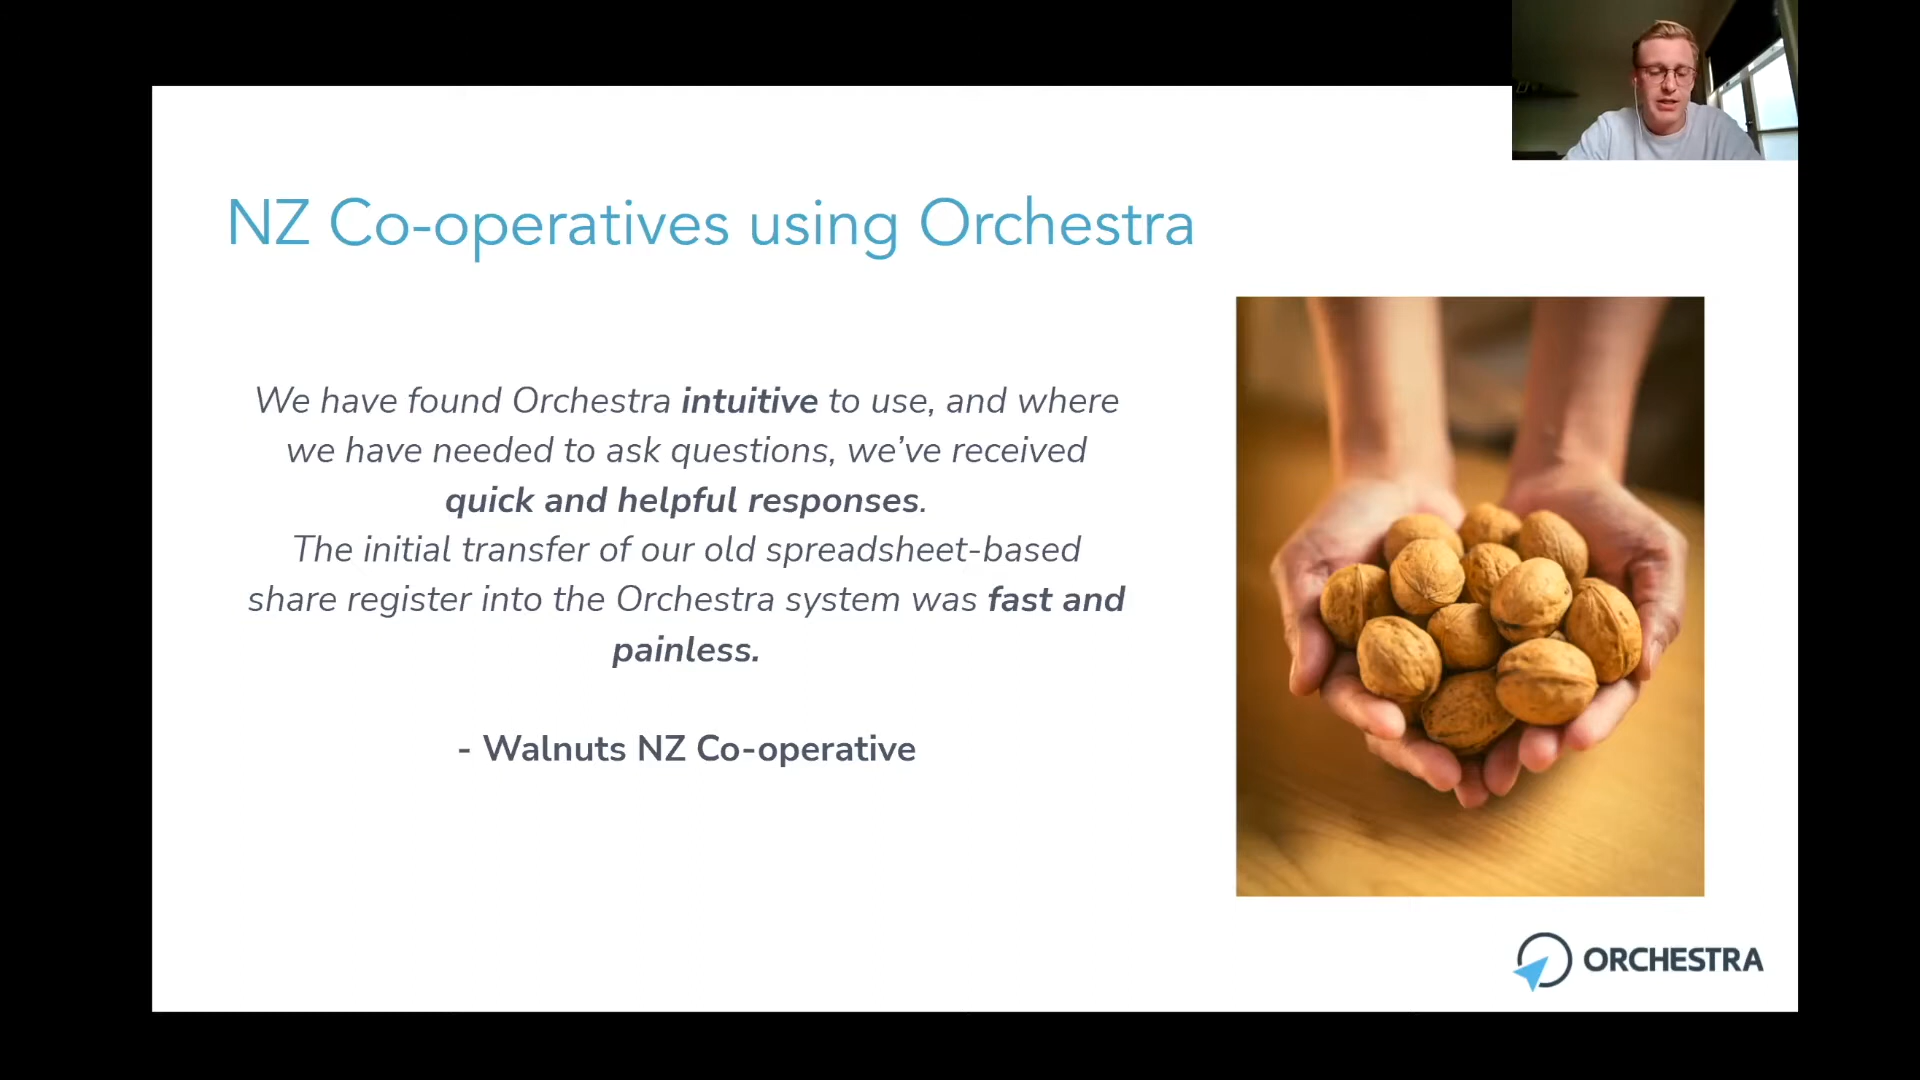 NZ Co-operatives using Orchestra
We have found Orchestra intuitive to use, and where
we have needed to ask questions, we’ve received
quick and helpful responses.
The initial transfer of our old spreadsheet-based
share register into the Orchestra system was fast and
painless.
- Walnuts NZ Co-operative
ORCHESTRA